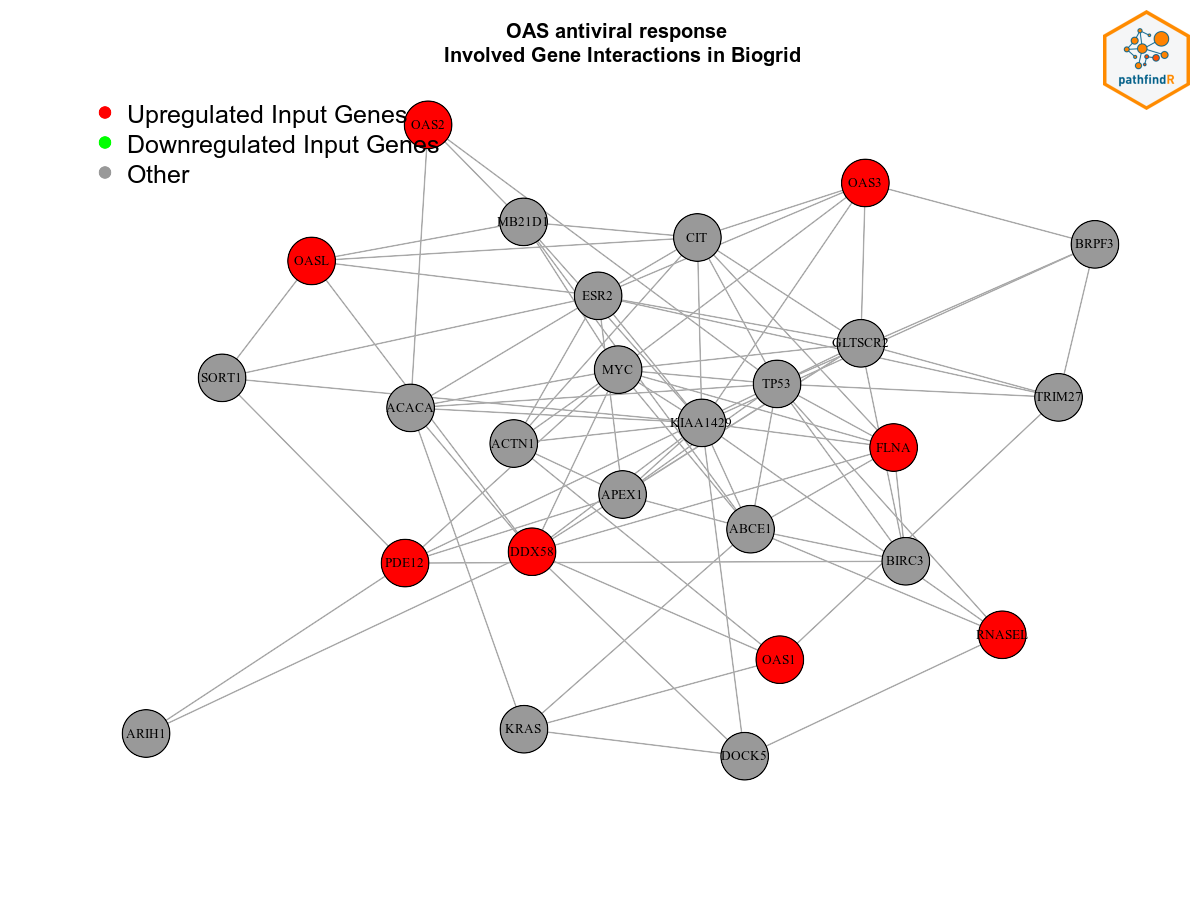 OAS antiviral response
Involved Gene Interactions in Biogrid
pathfindR
Upregulated Input Genes
Downregulated Input Genes
Other
OAS2
OAS3
MB21D1
CIT
BRPF3
OASL
ESR2
GLTSCR2
MYC
SORT1
TP53
TRIM27
ACACA
KIAA1429
ACTN1
FLNA
APEX1
ABCE1
DDX58
PDE12
BIRC3
RNASEL
OAS1
KRAS
ARIH1
DOCK5